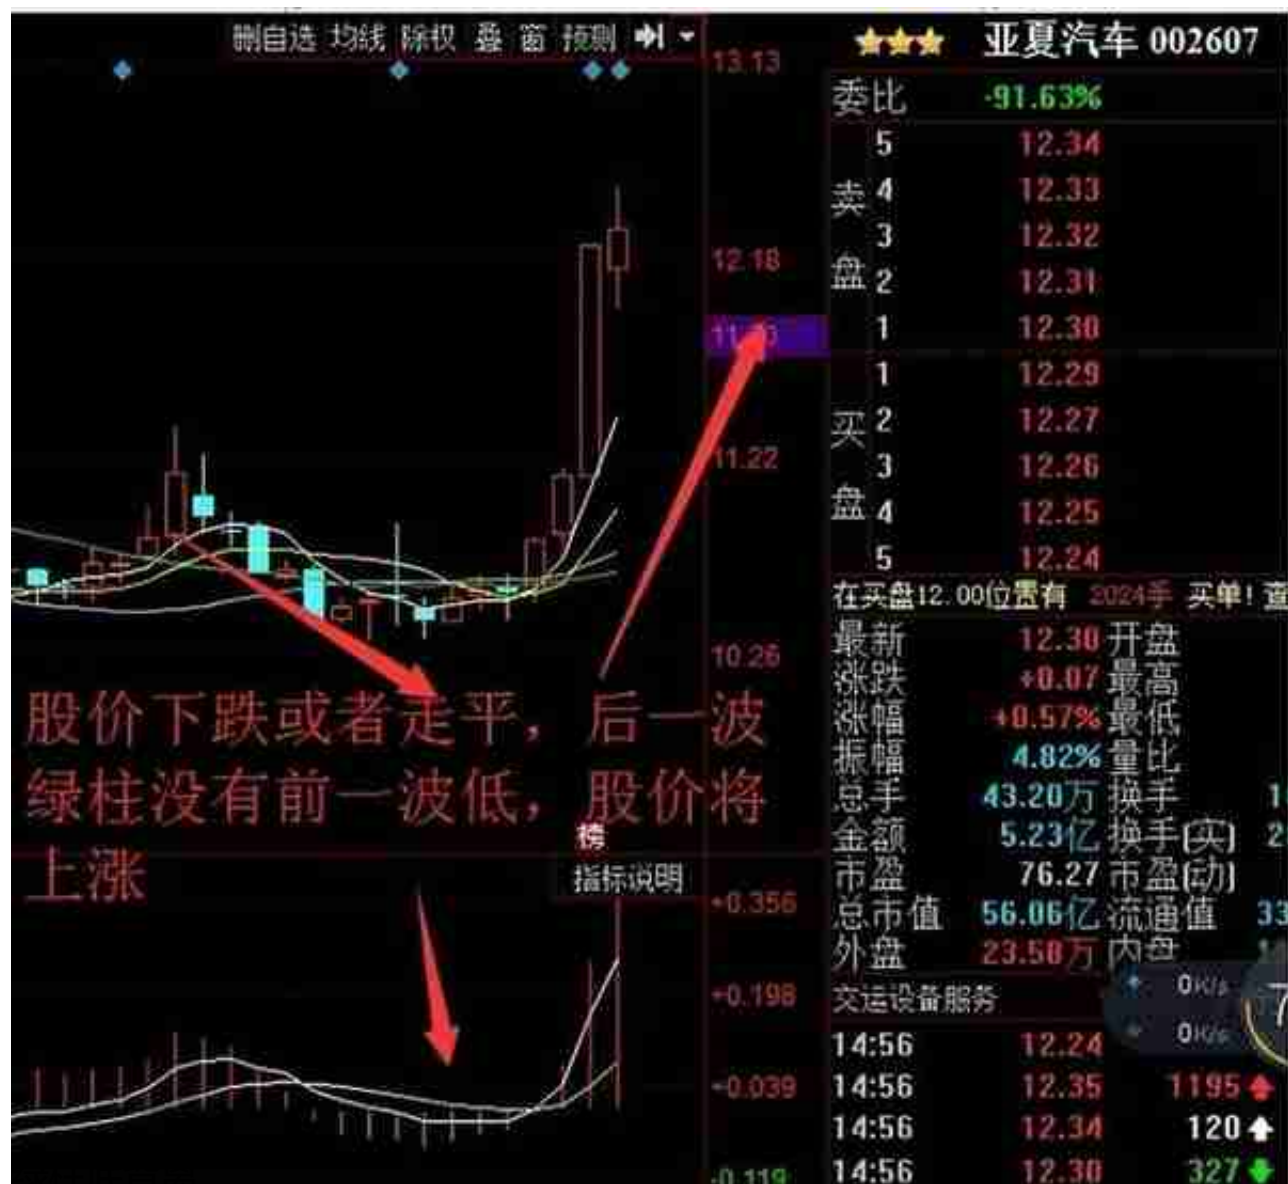 删自选 均线 除权 叠 窗 预测
亚夏汽车 002607
13.13
12.18
11.22
10.26
委比 -91.63%
卖盘
5 12.34
4 12.33
3 12.32
2 12.31
1 12.30
买盘
1 12.29
2 12.27
3 12.26
4 12.25
5 12.24
在买盘12.00位置有 2024手 买单!查
最新 12.30 开盘
涨跌 +0.07 最高
涨幅 +0.57% 最低
振幅 4.82% 量比
总手 43.20万 换手 1
金额 5.23亿 换手(买) 2
市盈 76.27 市盈(动)
总市值 56.06亿 流通值 33
外盘 23.50万 内盘
交运设备服务
0K/s
0K/s
7
14:56 12.24
14:56 12.35 1195
14:56 12.34 120
14:56 12.30 327
股价下跌或者走平，后一波
绿柱没有前一波低，股价将
上涨
榜
指标说明
+0.356
+0.198
+0.039
-0.119